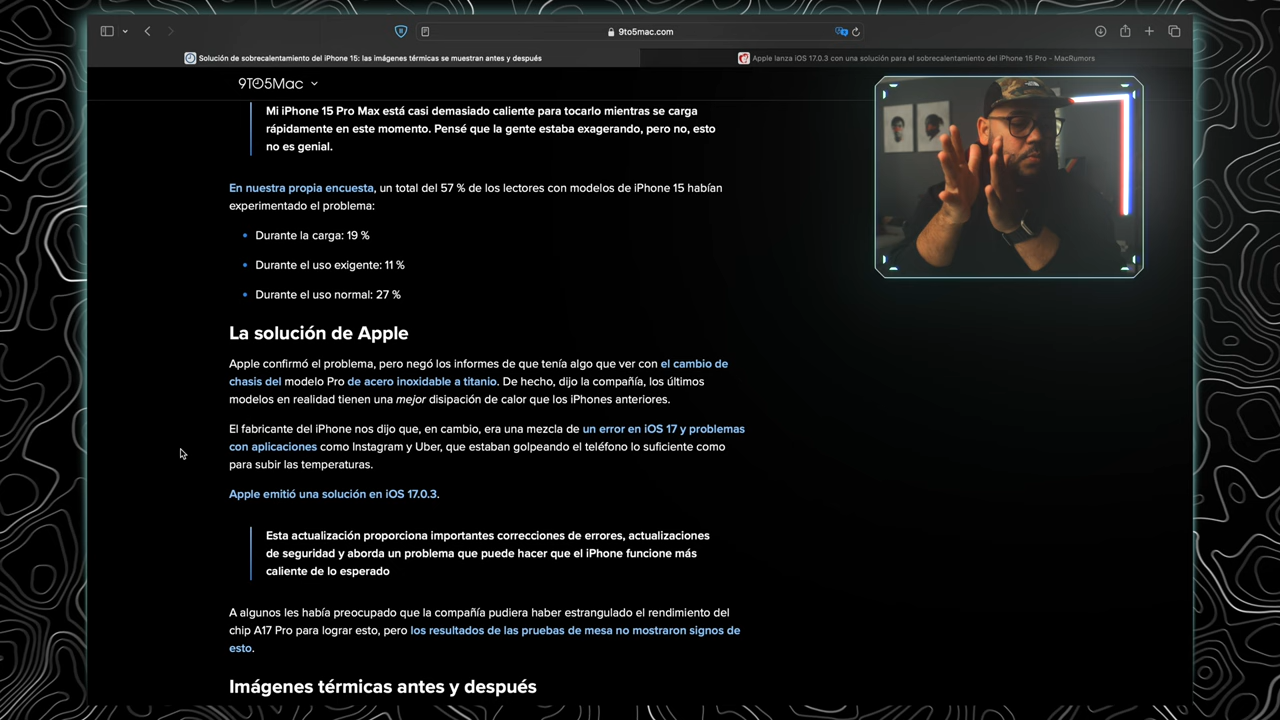 9to5mac.com
Solución de sobrecalentamiento del iPhone 15: las imágenes térmicas se muestran antes y después
Apple lanza iOS 17.0.3 con una solución para el sobrecalentamiento del iPhone 15 Pro - MacRumors
9TO5Mac
Mi iPhone 15 Pro Max está casi demasiado caliente para tocarlo mientras se carga
rápidamente en este momento. Pensé que la gente estaba exagerando, pero no, esto
no es genial.
En nuestra propia encuesta, un total del 57 % de los lectores con modelos de iPhone 15 habían
experimentado el problema:
• Durante la carga: 19 %
• Durante el uso exigente: 11 %
• Durante el uso normal: 27 %
La solución de Apple
Apple confirmó el problema, pero negó los informes de que tenía algo que ver con el cambio de
chasis del modelo Pro de acero inoxidable a titanio. De hecho, dijo la compañía, los últimos
modelos en realidad tienen una mejor disipación de calor que los iPhones anteriores.
El fabricante del iPhone nos dijo que, en cambio, era una mezcla de un error en iOS 17 y problemas
con aplicaciones como Instagram y Uber, que estaban golpeando el teléfono lo suficiente como
para subir las temperaturas.
Apple emitió una solución en iOS 17.0.3.
Esta actualización proporciona importantes correcciones de errores, actualizaciones
de seguridad y aborda un problema que puede hacer que el iPhone funcione más
caliente de lo esperado
A algunos les había preocupado que la compañía pudiera haber estrangulado el rendimiento del
chip A17 Pro para lograr esto, pero los resultados de las pruebas de mesa no mostraron signos de
esto.
Imágenes térmicas antes y después